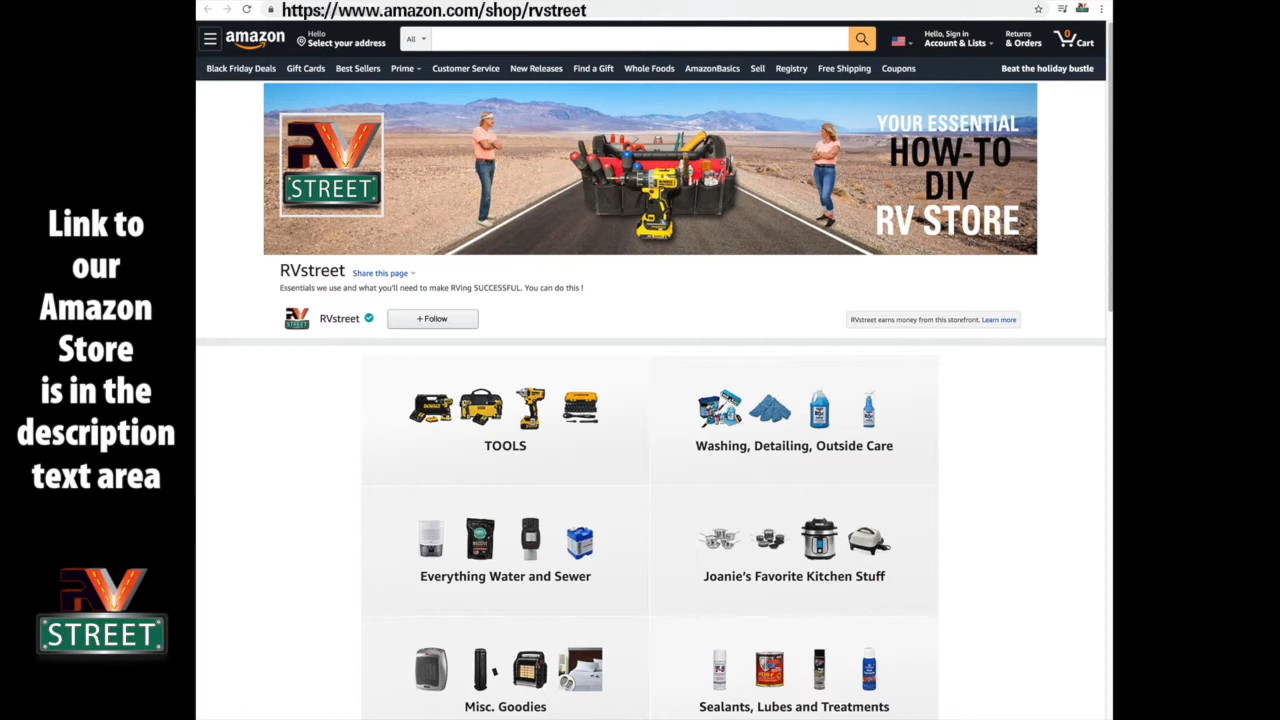 https://www.amazon.com/shop/rvstreet
amazon
Hello
Select your address
All
Hello, Sign in
Account & Lists
Returns
& Orders
0
Cart
Black Friday Deals
Gift Cards
Best Sellers
Prime
Customer Service
New Releases
Find a Gift
Whole Foods
AmazonBasics
Sell
Registry
Free Shipping
Coupons
Beat the holiday bustle
RV
STREET
YOUR ESSENTIAL
HOW-TO
DIY
RV STORE
RVstreet
Share this page
Essentials we use and what you'll need to make RVing SUCCESSFUL. You can do this !
RV
STREET
RVstreet
+ Follow
RVstreet earns money from this storefront. Learn more
Link to
our
Amazon
Store
is in the
description
text area
RV
STREET
TOOLS
Washing, Detailing, Outside Care
Everything Water and Sewer
Joanie's Favorite Kitchen Stuff
Misc. Goodies
Sealants, Lubes and Treatments